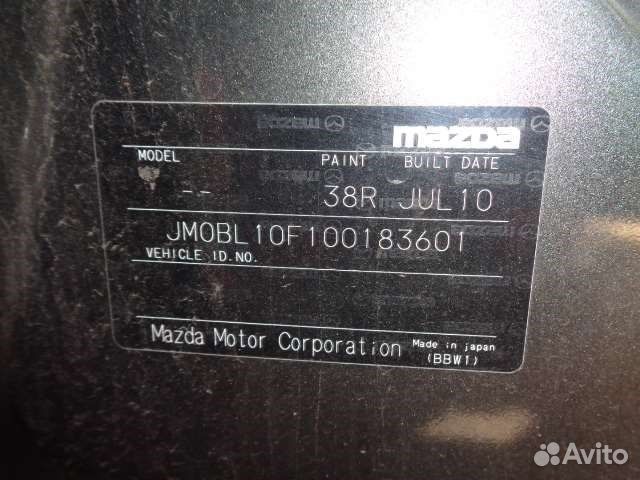 mazda
MODEL PAINT BUILT DATE
-- 38R JUL10
JM0BL10F100183601
VEHICLE ID.NO.
Mazda Motor Corporation Made in japan
(BBW1)
Avito